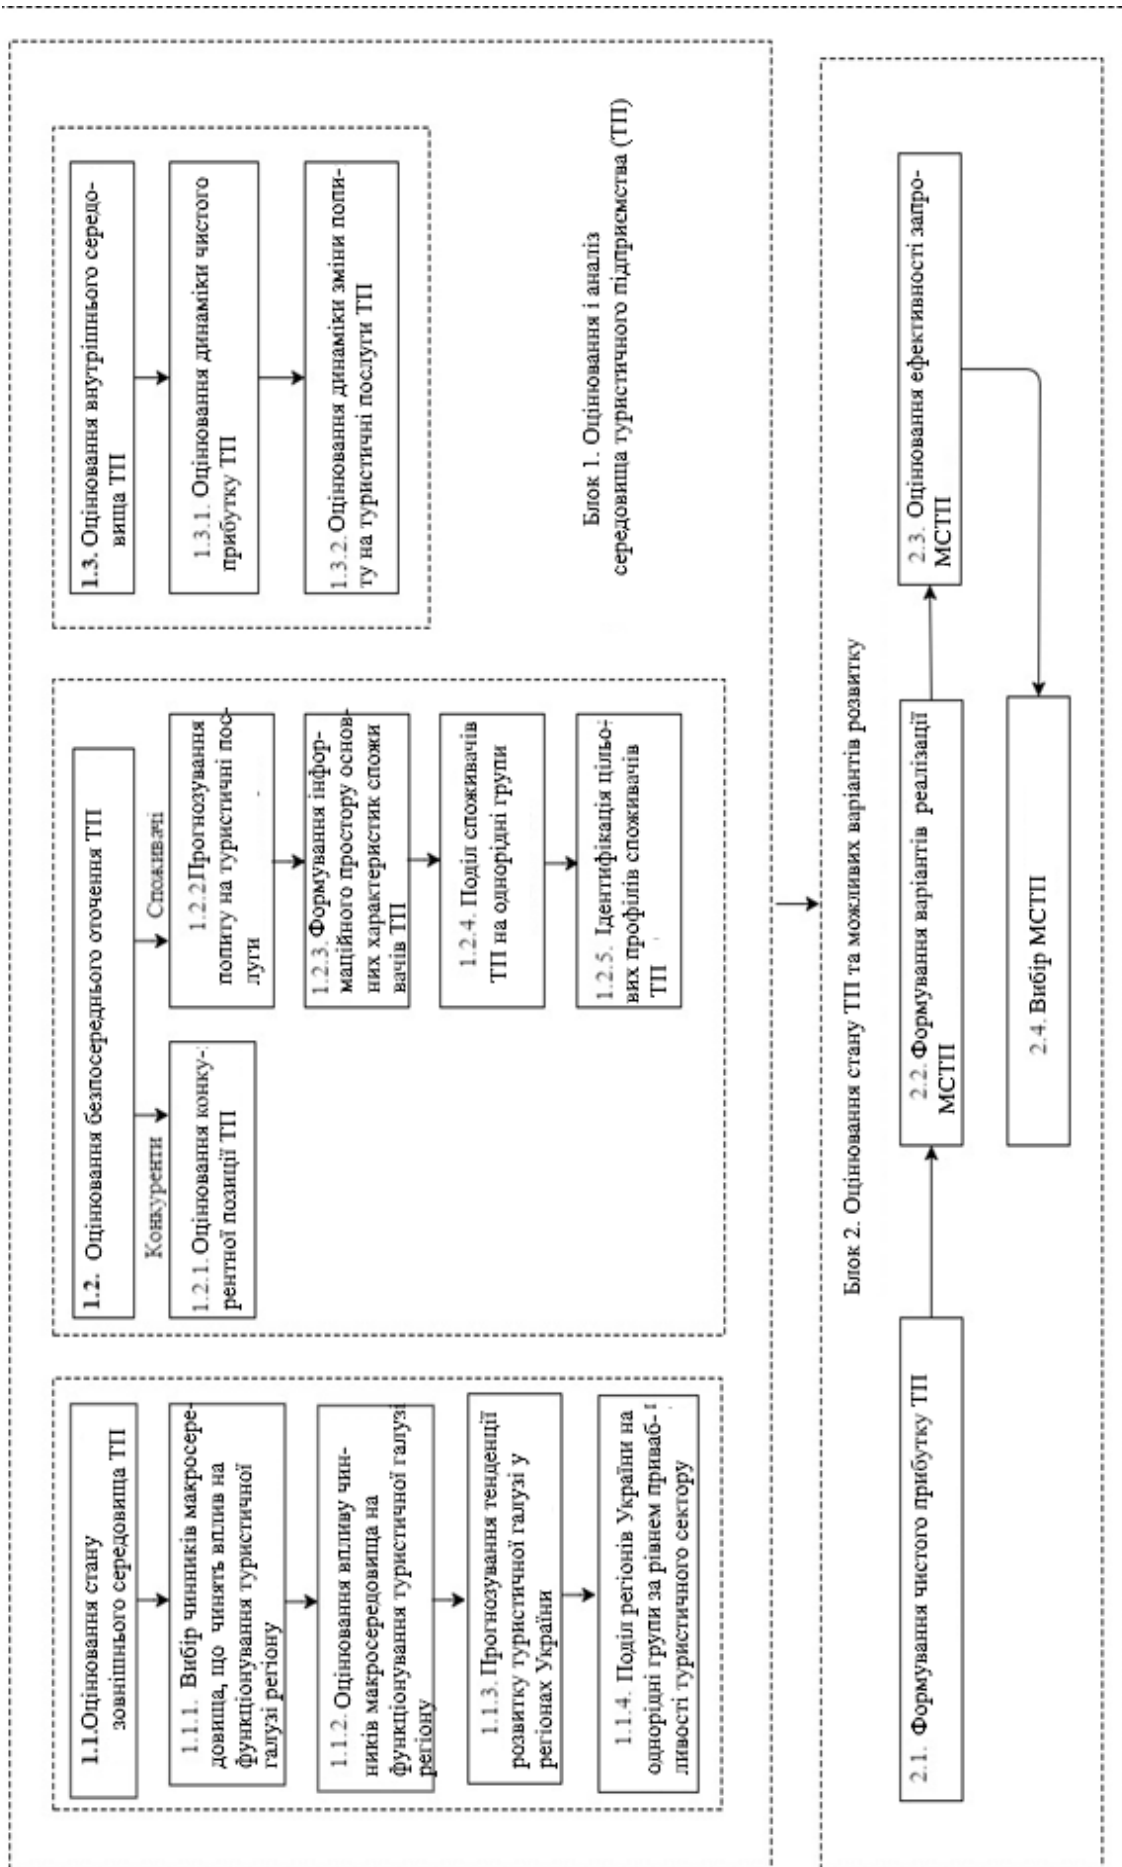 1.1.Оцінювання стану
зовнішнього середовища ТП
1.1.1. Вибір чинників макросере-
довища, що чинять вплив на
функціонування туристичної
галузі регіону
1.1.2. Оцінювання впливу чин-
ників макросередовища на
функціонування туристичної галузі
регіону
1.1.3. Прогнозування тенденції
розвитку туристичної галузі у
регіонах України
1.1.4. Поділ регіонів України на
однорідні групи за рівнем приваб-
ливості туристичного сектору
1.2. Оцінювання безпосереднього оточення ТП
Конкуренти
Споживачі
1.2.1. Оцінювання конку-
рентної позиції ТП
1.2.2 Прогнозування
попиту на туристичні пос-
луги
1.2.3. Формування інфор-
маційного простору основ-
них характеристик спожи
вачів ТП
1.2.4. Поділ споживачів
ТП на однорідні групи
1.2.5. Ідентифікація цільо-
вих профілів споживачів
ТП
1.3. Оцінювання внутрішнього середо-
вища ТП
1.3.1. Оцінювання динаміки чистого
прибутку ТП
1.3.2. Оцінювання динаміки зміни попи-
ту на туристичні послуги ТП
Блок 1. Оцінювання і аналіз
середовища туристичного підприємства (ТП)
Блок 2. Оцінювання стану ТП та можливих варіантів розвитку
2.1. Формування чистого прибутку ТП
2.2. Формування варіантів реалізації
МСТП
2.3. Оцінювання ефективності запро-
МСТП
2.4. Вибір МСТП